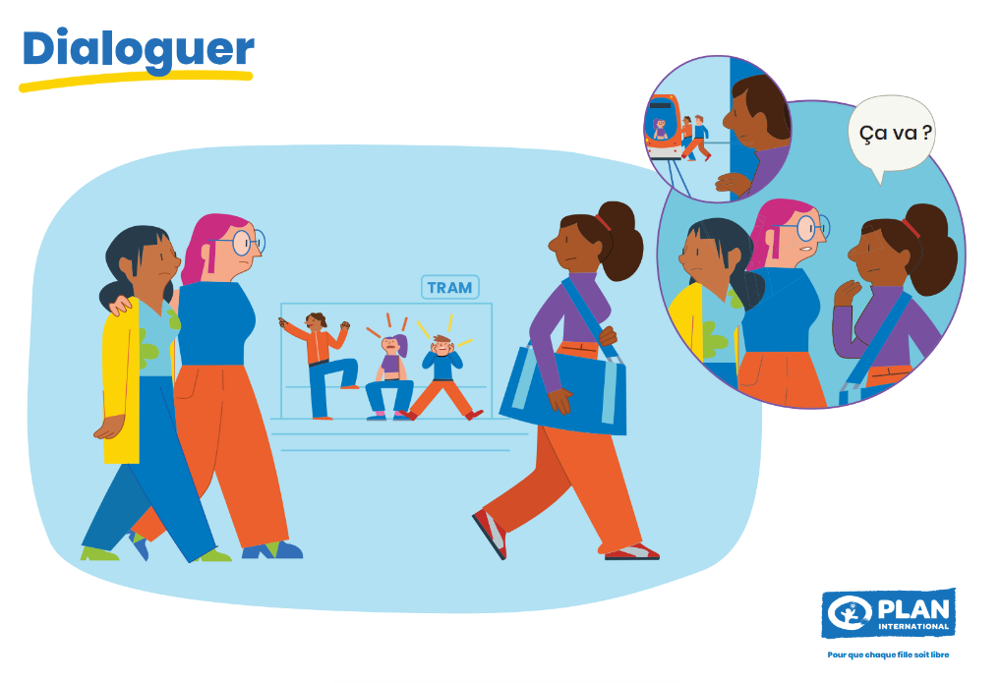 Dialoguer
Ça va ?
TRAM
PLAN
INTERNATIONAL
Pour que chaque fille soit libre